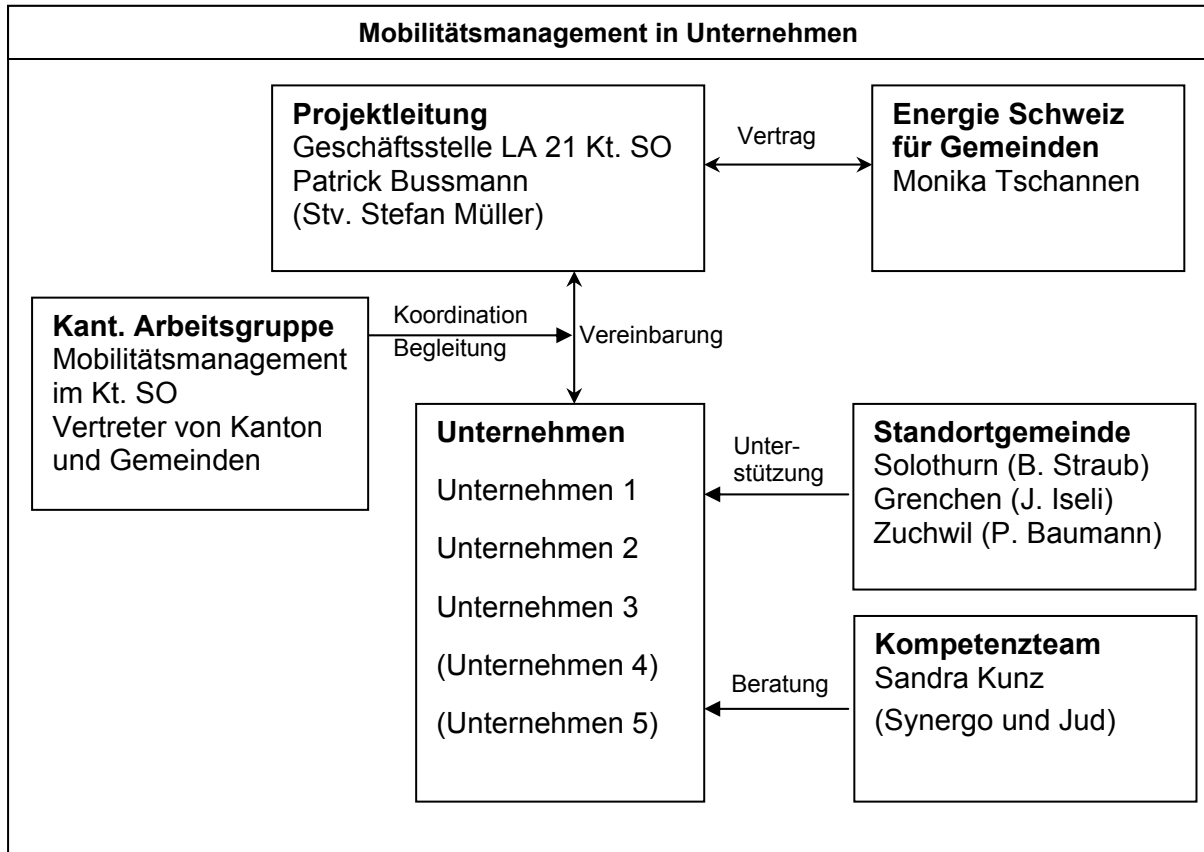 Mobilitätsmanagement in Unternehmen
Projektleitung
Geschäftsstelle LA 21 Kt. SO
Patrick Bussmann
(Stv. Stefan Müller)
Vertrag
Energie Schweiz
für Gemeinden
Monika Tschannen
Kant. Arbeitsgruppe
Mobilitätsmanagement
im Kt. SO
Vertreter von Kanton
und Gemeinden
Koordination
Begleitung
Vereinbarung
Unternehmen
Unternehmen 1
Unternehmen 2
Unternehmen 3
(Unternehmen 4)
(Unternehmen 5)
Unter-
stützung
Standortgemeinde
Solothurn (B. Straub)
Grenchen (J. Iseli)
Zuchwil (P. Baumann)
Beratung
Kompetenzteam
Sandra Kunz
(Synergo und Jud)